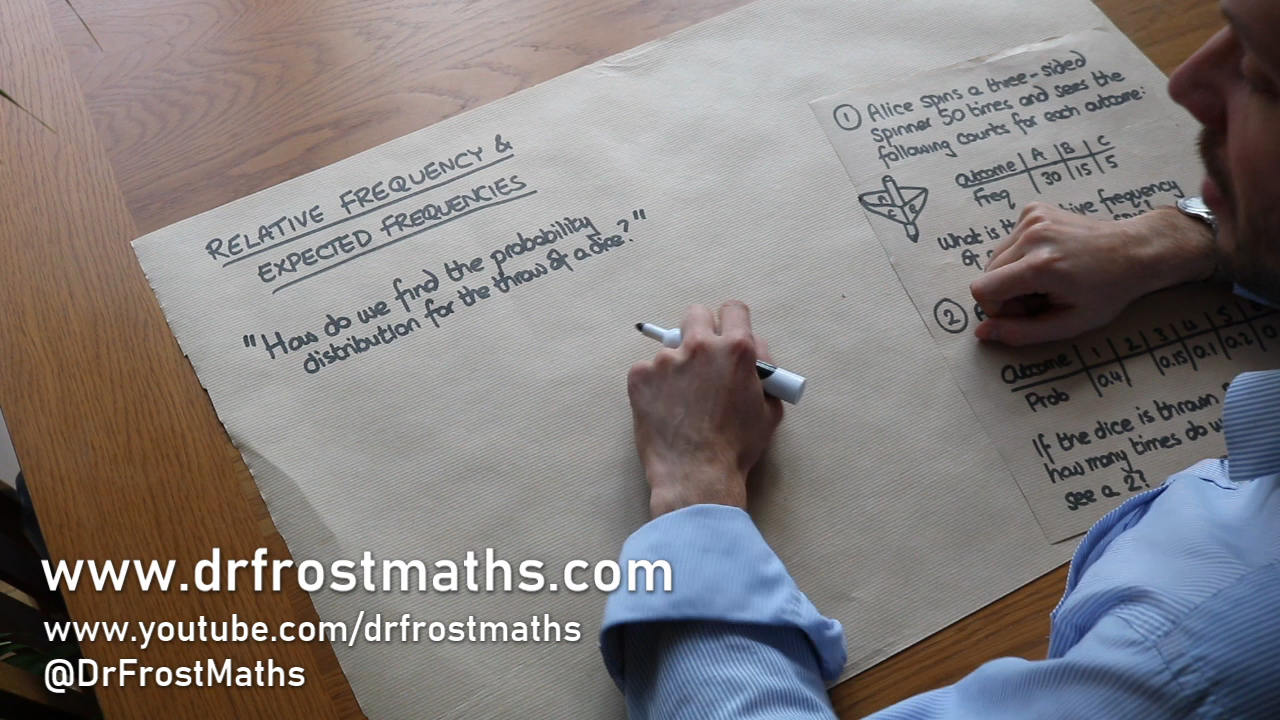 RELATIVE FREQUENCY &
EXPECTED FREQUENCIES
"How do we find the probability
distribution for the throw of a dice?"
① Alice spins a three-sided
spinner 50 times and sees the
following counts for each outcome:
Outcome A B C
Freq 30 15 5
What is the frequency
② A
Outcome 1 2 3 4 5
Prob 0.4 0.15 0.1 0.2
If the dice is thrown
how many times do
see a 2?
www.drfrostmaths.com
www.youtube.com/drfrostmaths
@DrFrostMaths